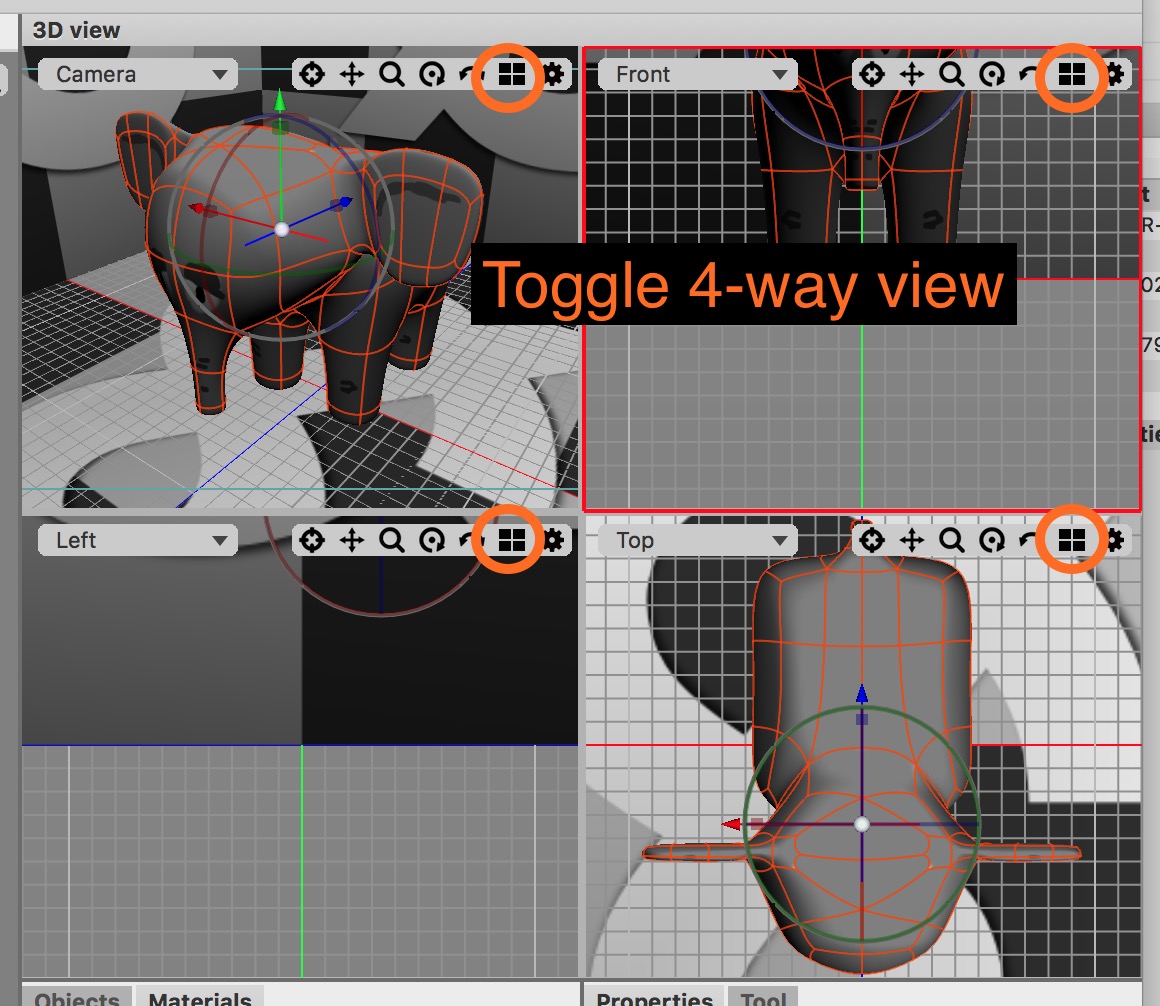 3D view
Camera
Front
t
R-
Toggle 4-way view
02
79
tie
Left
Top
Objects
Materials
Properties
Tool